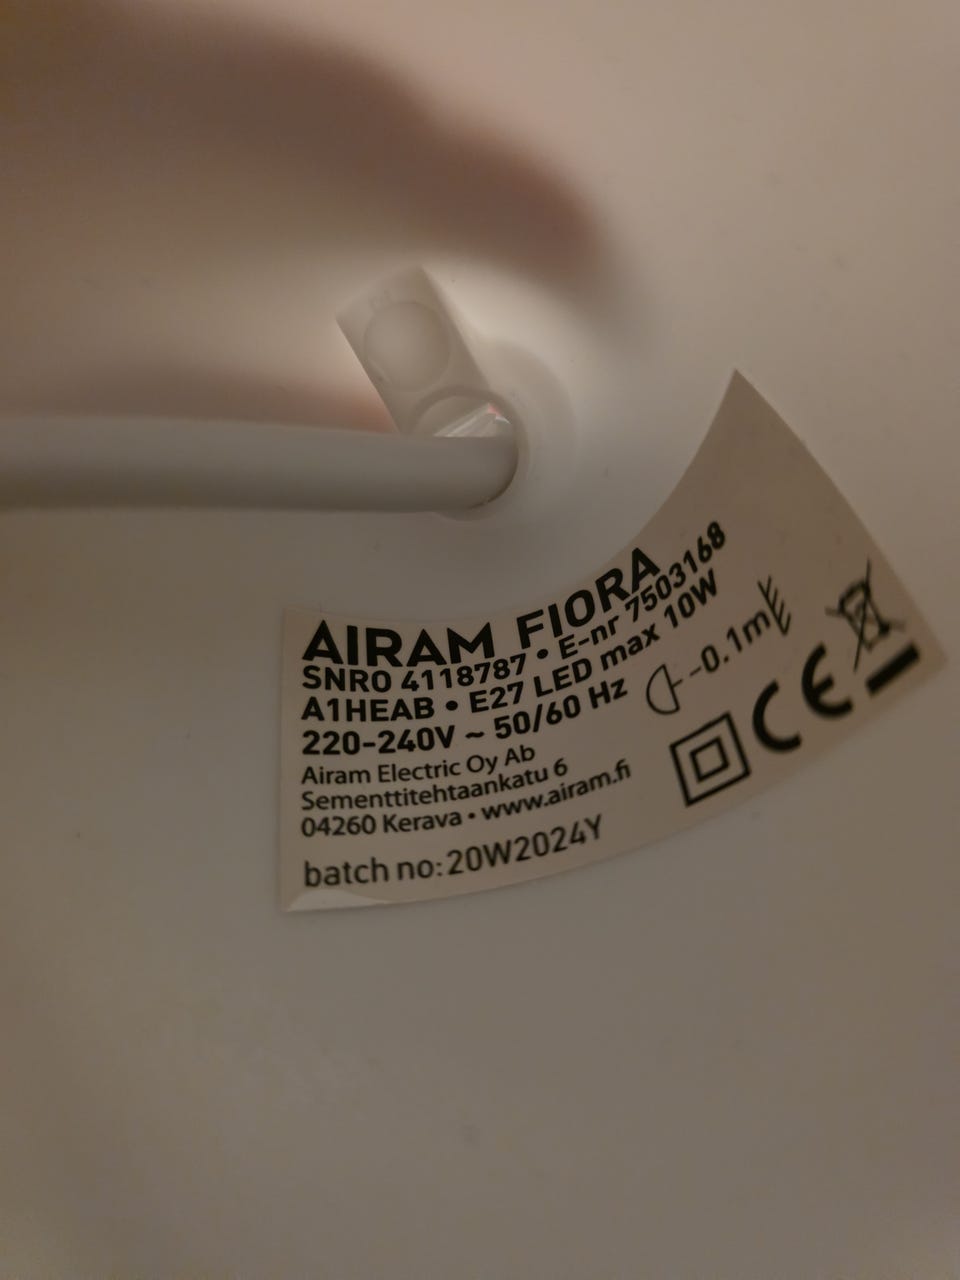 AIRAM FIORA
SNRO 4118787 • E-nr 7503168
A1HEAB • E27 LED max 10W
220-240V ~ 50/60 Hz
Airam Electric Oy Ab
Sementtitehtaankatu 6
04260 Kerava • www.airam.fi
batch no: 20W2024Y
0.1m
CE